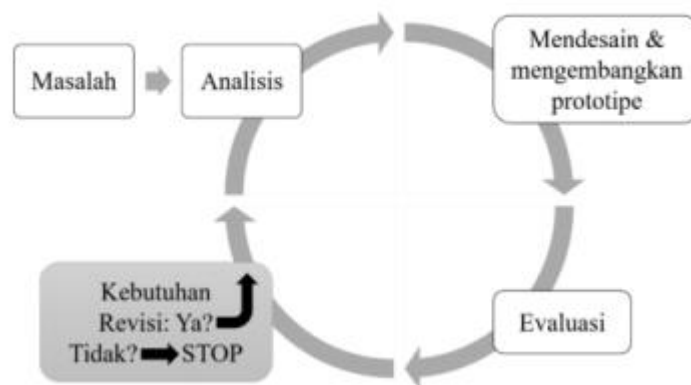 Masalah
Analisis
Mendesain &
mengembangkan
prototipe
Evaluasi
Kebutuhan
Revisi: Ya?
Tidak? STOP